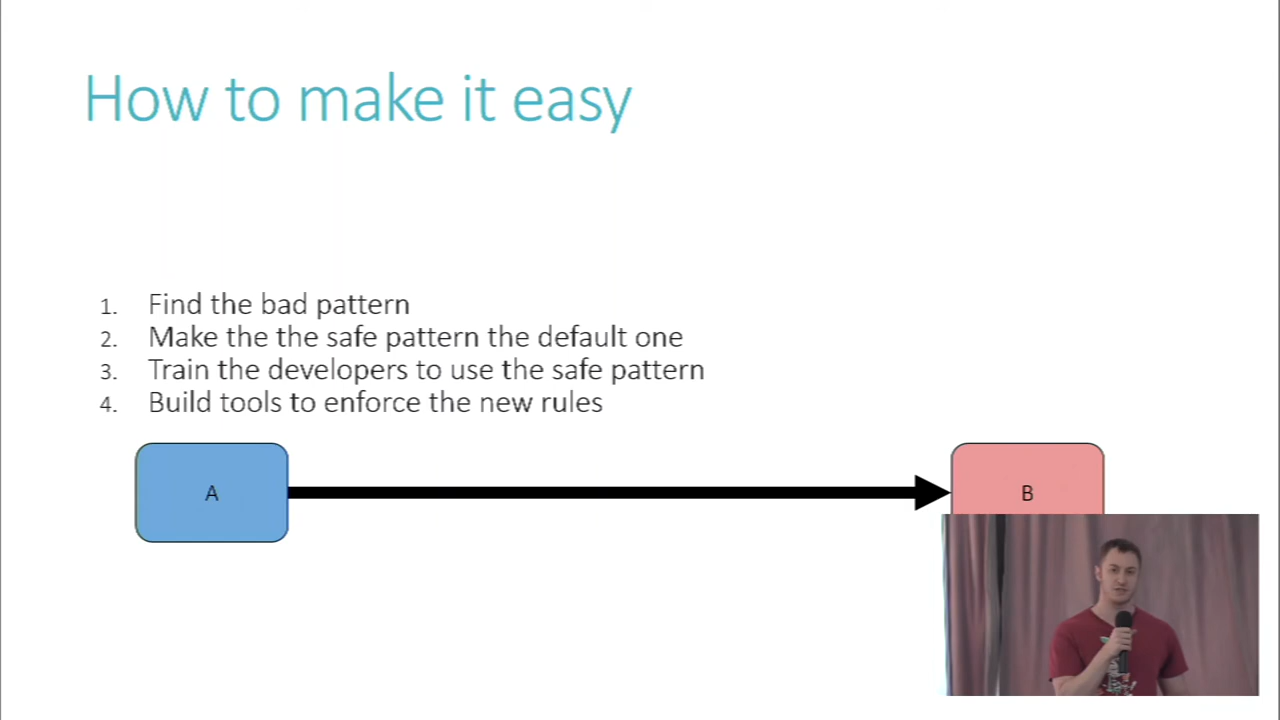 How to make it easy
1. Find the bad pattern
2. Make the the safe pattern the default one
3. Train the developers to use the safe pattern
4. Build tools to enforce the new rules
A
B